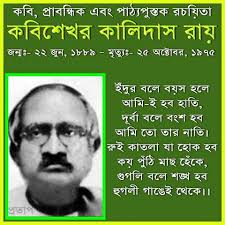 কবি, প্রাবন্ধিক এবং পাঠ্যপুস্তক রচয়িতা
কবিশেখর কালিদাস রায়
জন্মঃ- ২২ জুন, ১৮৮৯ - মৃত্যুঃ- ২৫ অক্টোবর, ১৯৭৫
ইঁদুর বলে বয়স হলে
আমি-ই হব হাতি,
দূর্বা বলে বংশ হব
আমি তো তার নাতি।
রুই কাতলা যা হোক হব
কয় পুঁঠি মাছ হেঁকে,
গুগলি বলে শঙ্খ হব
হুগলী গাঙেই থেকে।।
প্রতাপ